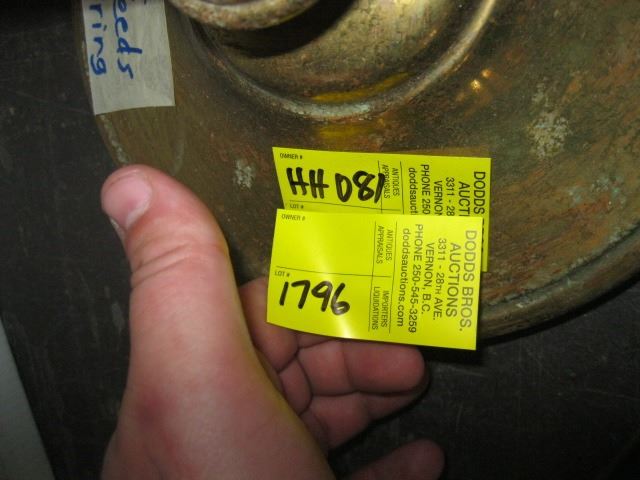 eeds
ring
OWNER #
HH 081
LOT #
ANTIQUES
APPRAISALS
DODDS
AUCT
3311 - 28
VERNON
PHONE 250
doddsauct
OWNER #
LOT #
1796
ANTIQUES
APPRAISALS
IMPORTERS
LIQUIDATIONS
DODDS BROS.
AUCTIONS
3311 - 28TH AVE.
VERNON, B.C.
PHONE 250-545-3259
doddsauctions.com